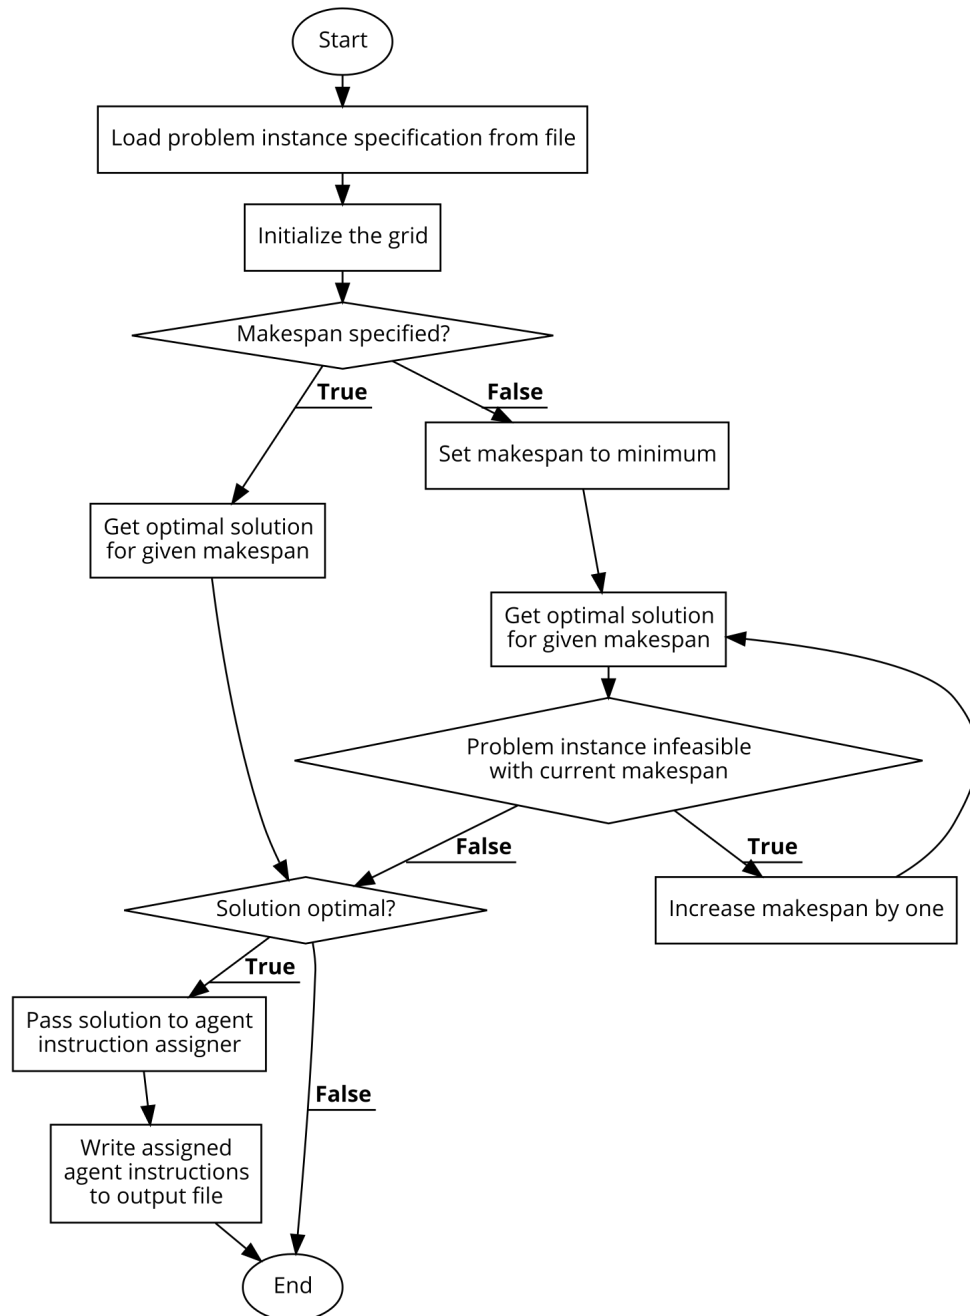 Start
Load problem instance specification from file
Initialize the grid
Makespan specified?
True
False
Set makespan to minimum
Get optimal solution
for given makespan
Get optimal solution
for given makespan
Problem instance infeasible
with current makespan
False
True
Solution optimal?
Increase makespan by one
True
Pass solution to agent
instruction assigner
False
Write assigned
agent instructions
to output file
End